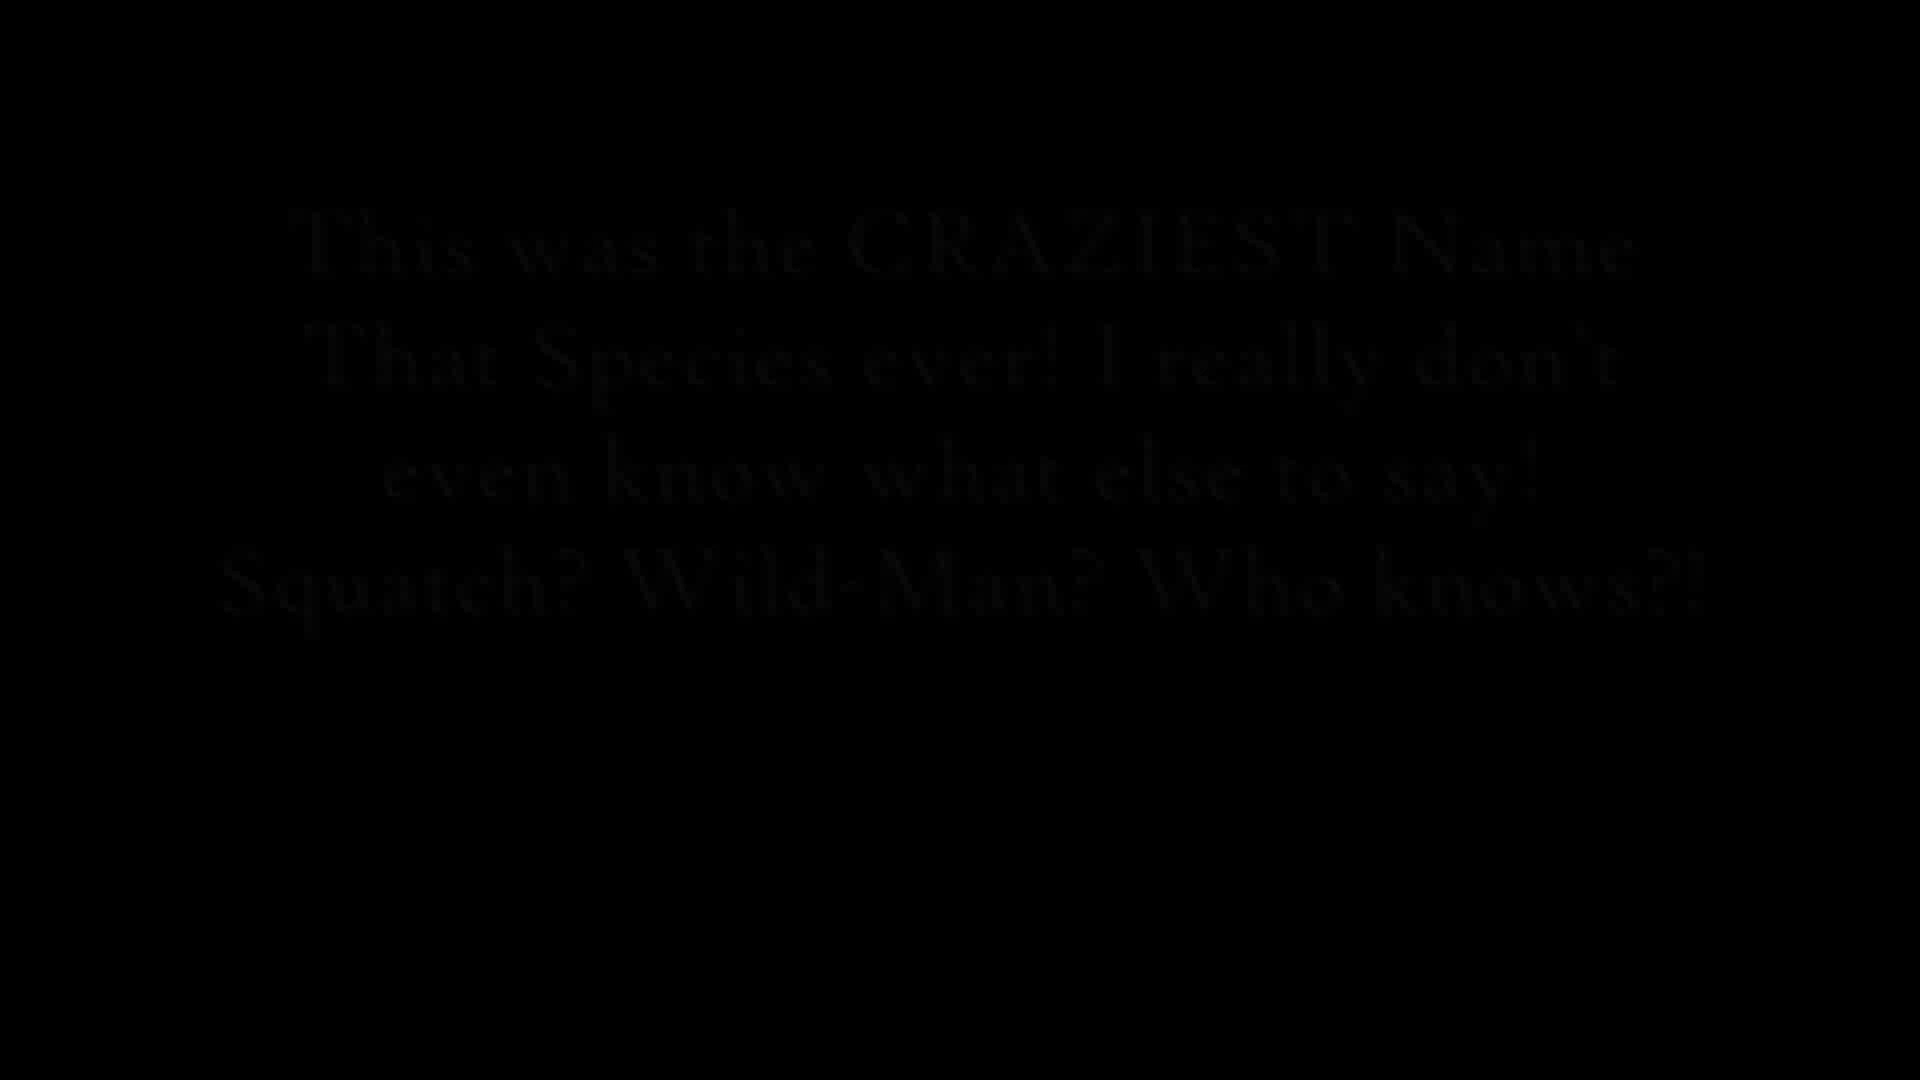 This was the CRAZIEST Name
That Species ever! I really don't
even know what else to say!
Squatch? Wild-Man? Who knows?!